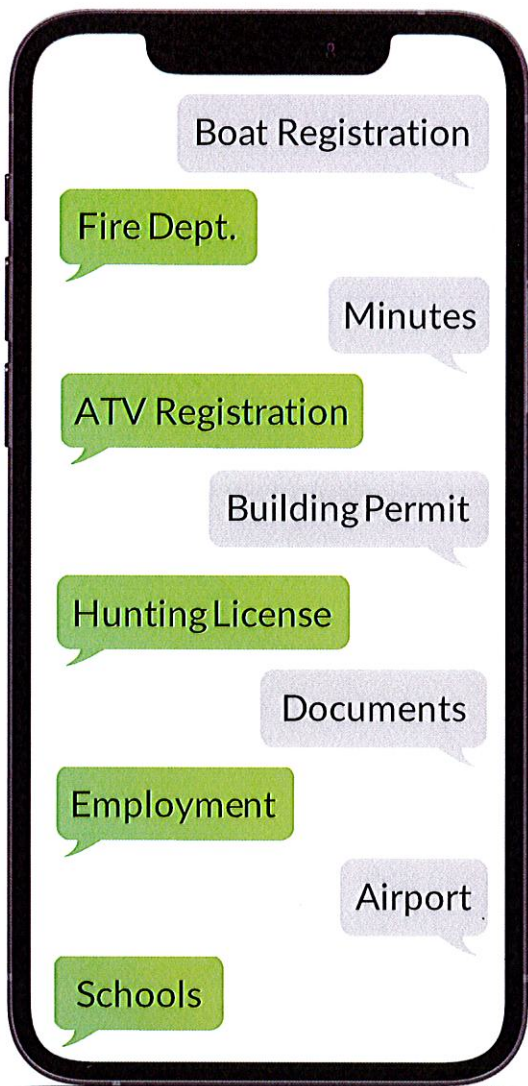 Boat Registration
Fire Dept.
Minutes
ATV Registration
Building Permit
Hunting License
Documents
Employment
Airport
Schools